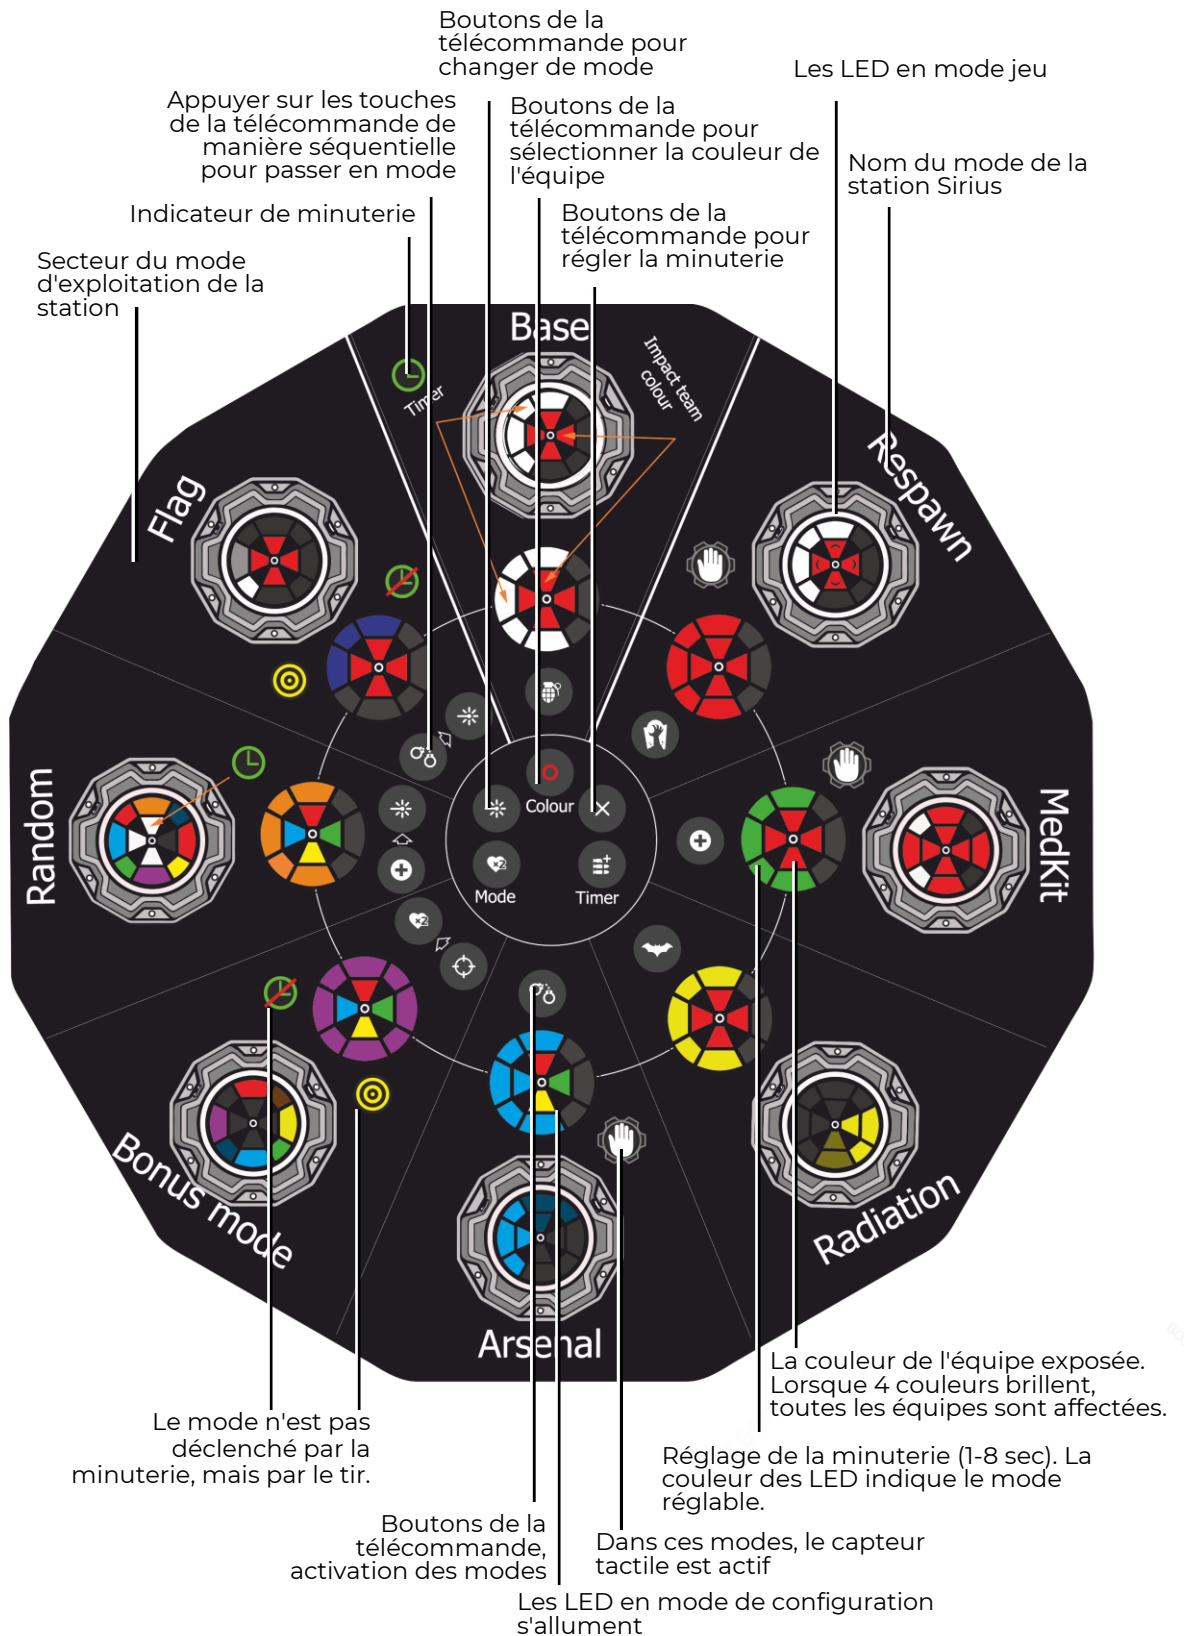 Boutons de la
télécommande pour
changer de mode
Les LED en mode jeu
Appuyer sur les touches
de la télécommande de
manière séquentielle
pour passer en mode
Boutons de la
télécommande pour
sélectionner la couleur de
l'équipe
Nom du mode de la
station Sirius
Indicateur de minuterie
Boutons de la
télécommande pour
régler la minuterie
Secteur du mode
d'exploitation de la
station
Base
Timer
Impact team
colour
Respawn
Flag
Random
MedKit
Colour
Mode
Timer
Bonus mode
Radiation
Arsenal
La couleur de l'équipe exposée.
Lorsque 4 couleurs brillent,
toutes les équipes sont affectées.
Le mode n'est pas
déclenché par la
minuterie, mais par le tir.
Réglage de la minuterie (1-8 sec). La
couleur des LED indique le mode
réglable.
Boutons de la
télécommande,
activation des modes
Dans ces modes, le capteur
tactile est actif
Les LED en mode de configuration
s'allument